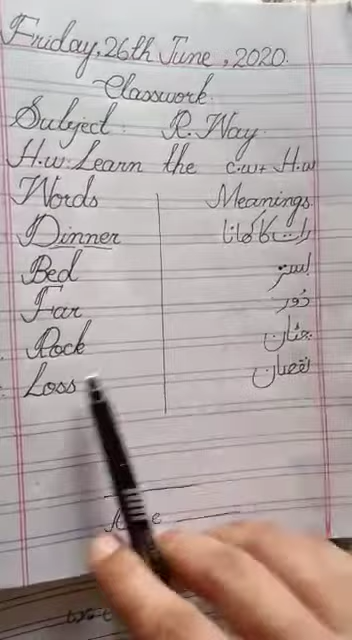 Friday, 26th June, 2020.
Classwork.
Subject: R. Way.
H.w: Learn the c.w + H.w
Words Meanings
Dinner رات کا کھانا
Bed بستر
Far دُور
Rock چٹان
Loss نقصان